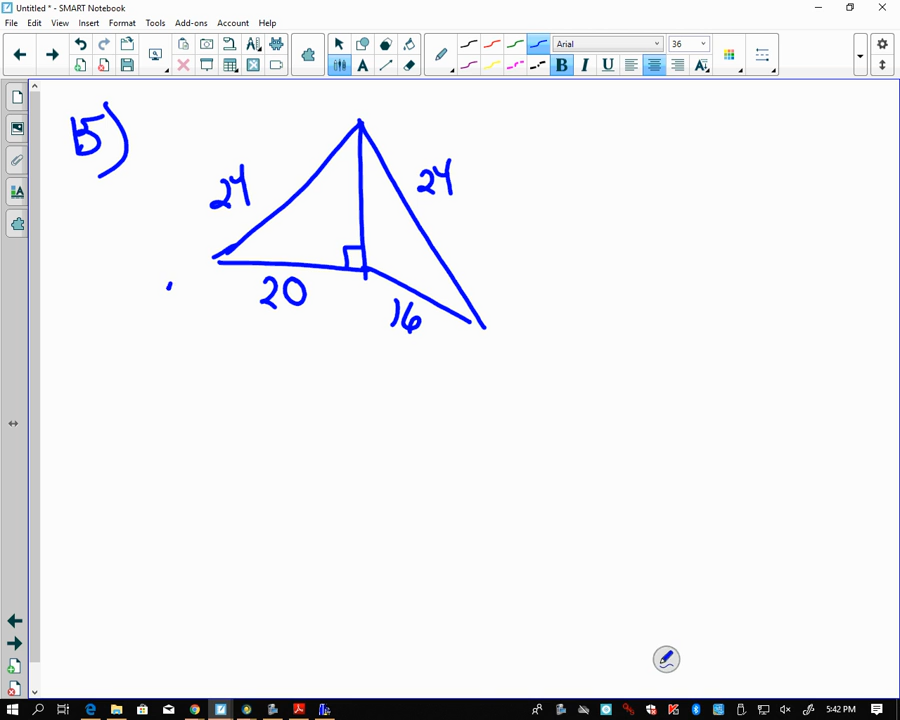 Untitled * - SMART Notebook
File Edit View Insert Format Tools Add-ons Account Help
Arial 36
B I U A
15)
24
24
20
16
5:42 PM